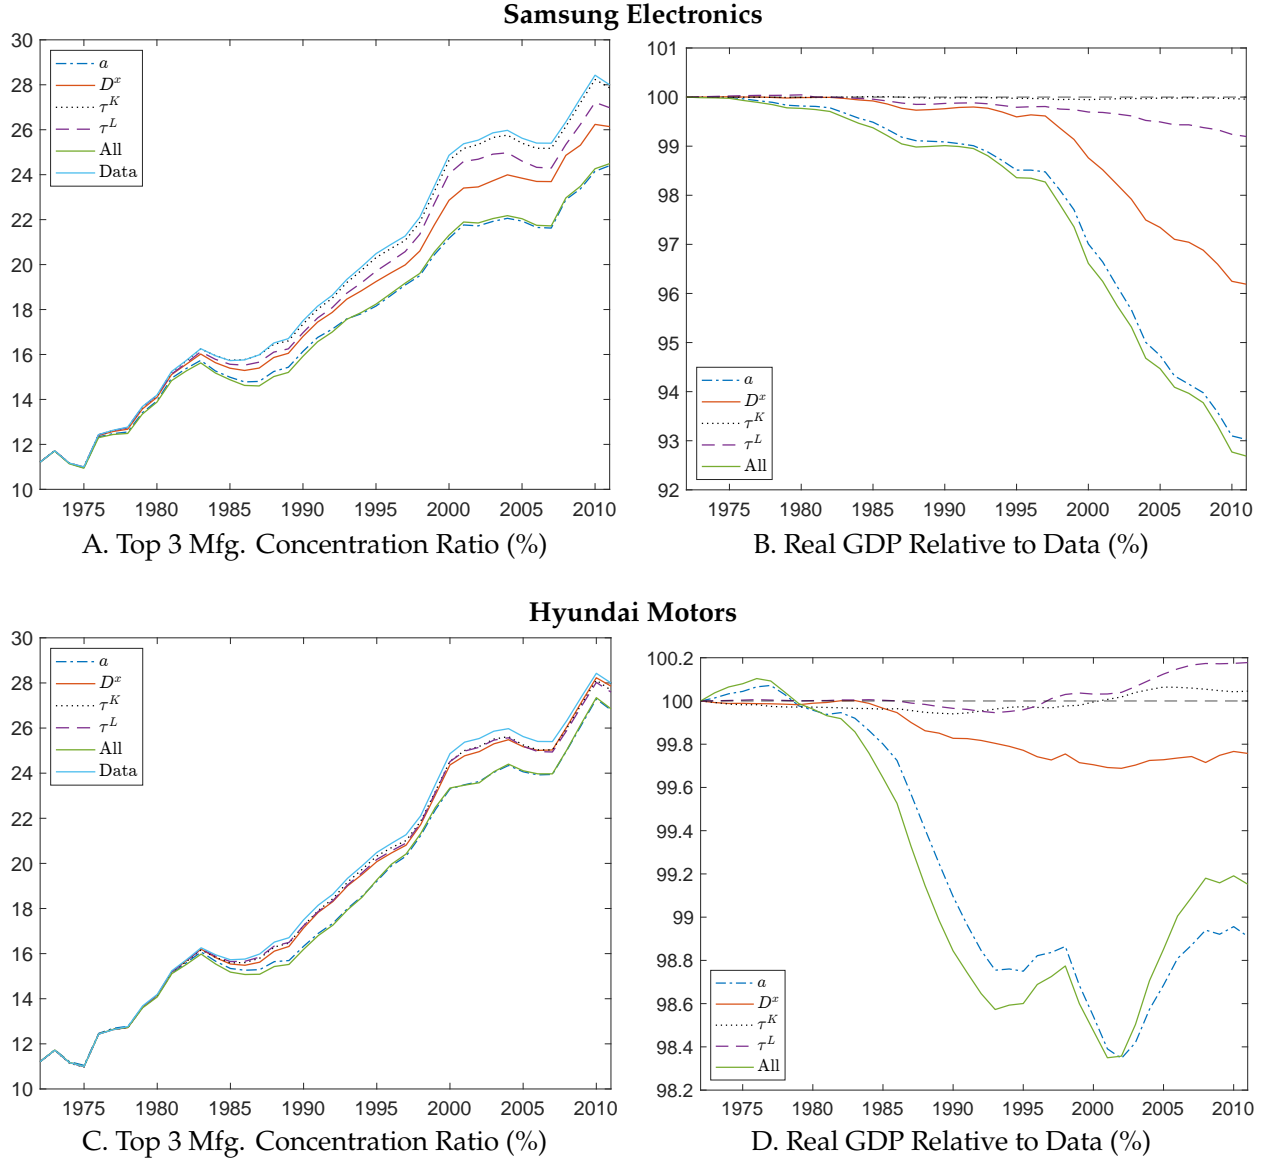 Samsung Electronics
30
28
26
24
22
20
18
16
14
12
10
a
D^x
τ^K
τ^L
All
Data
1975 1980 1985 1990 1995 2000 2005 2010
A. Top 3 Mfg. Concentration Ratio (%)
101
100
99
98
97
96
95
94
93
92
a
D^x
τ^K
τ^L
All
1975 1980 1985 1990 1995 2000 2005 2010
B. Real GDP Relative to Data (%)
Hyundai Motors
30
28
26
24
22
20
18
16
14
12
10
a
D^x
τ^K
τ^L
All
Data
1975 1980 1985 1990 1995 2000 2005 2010
C. Top 3 Mfg. Concentration Ratio (%)
100.2
100
99.8
99.6
99.4
99.2
99
98.8
98.6
98.4
98.2
a
D^x
τ^K
τ^L
All
1975 1980 1985 1990 1995 2000 2005 2010
D. Real GDP Relative to Data (%)